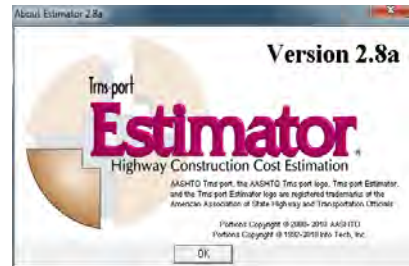 About Estimator 2.8a
Version 2.8a
Trns•port
Estimator®
Highway Construction Cost Estimation
AASHTO Trns•port, the AASHTO Trns•port logo, Trns•port Estimator,
and the Trns•port Estimator logo are registered trademarks of the
American Association of State Highway and Transportation Officials
Portions Copyright © 2000-2010 AASHTO
Portions Copyright © 1992-2010 Info Tech, Inc.
OK